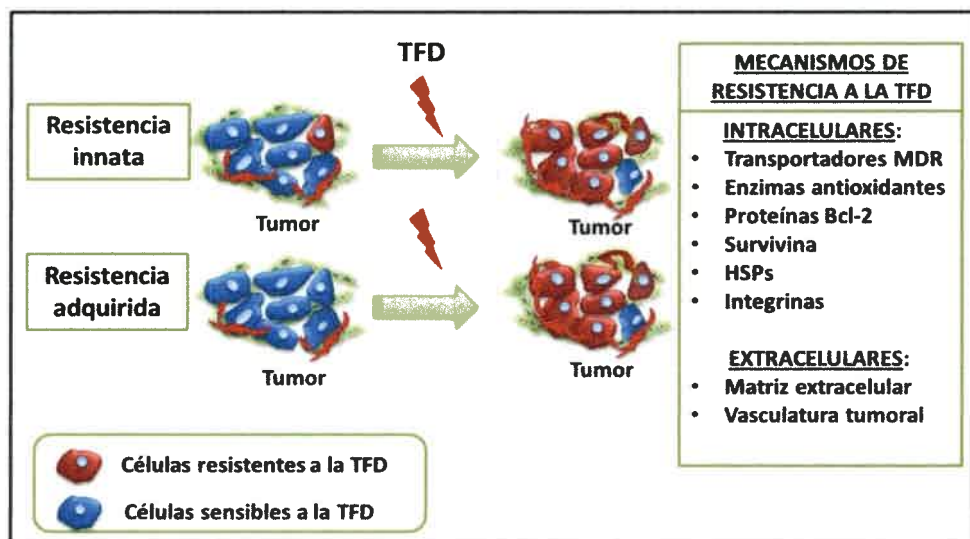 TFD
Resistencia
innata
Tumor
Tumor
Resistencia
adquirida
Tumor
Tumor
Células resistentes a la TFD
Células sensibles a la TFD
MECANISMOS DE
RESISTENCIA A LA TFD
INTRACELULARES:
• Transportadores MDR
• Enzimas antioxidantes
• Proteínas Bcl-2
• Survivina
• HSPs
• Integrinas
EXTRACELULARES:
• Matriz extracelular
• Vasculatura tumoral